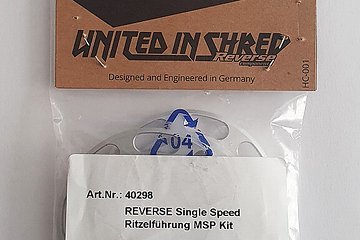 UNITED IN SHRED
Reverse
components
Designed and Engineered in Germany
HC-001
04
Art.Nr.: 40298
REVERSE Single Speed
Ritzelführung MSP Kit